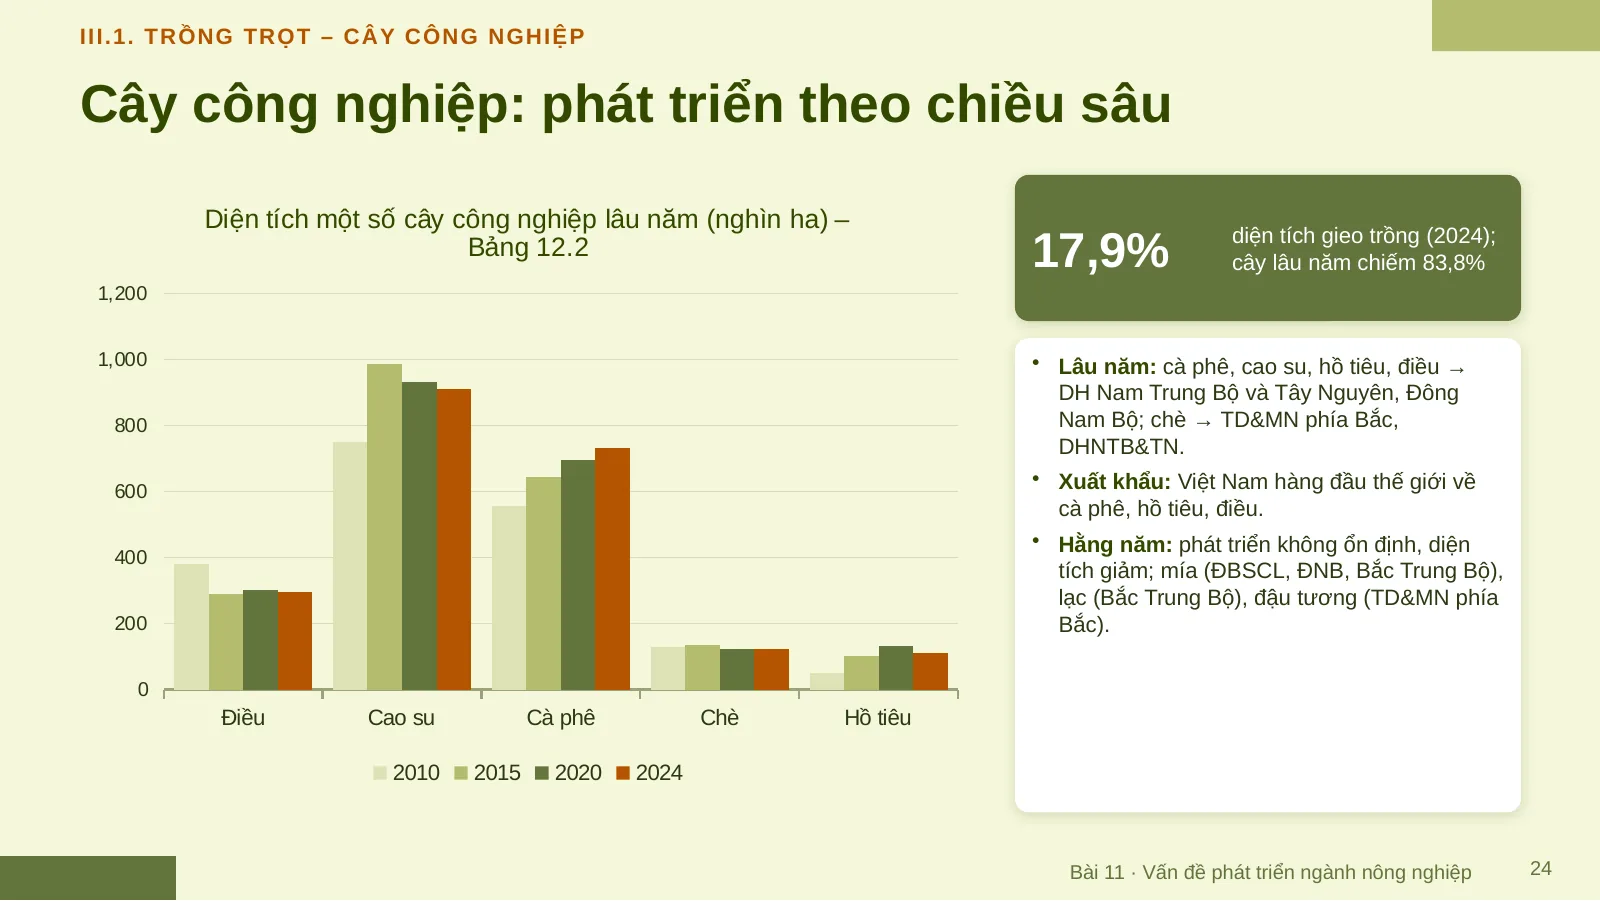 III.1. TRỒNG TRỌT – CÂY CÔNG NGHIỆP
Cây công nghiệp: phát triển theo chiều sâu
Diện tích một số cây công nghiệp lâu năm (nghìn ha) –
Bảng 12.2
1,200
1,000
800
600
400
200
0
Điều
Cao su
Cà phê
Chè
Hồ tiêu
2010
2015
2020
2024
17,9%
diện tích gieo trồng (2024);
cây lâu năm chiếm 83,8%
• Lâu năm: cà phê, cao su, hồ tiêu, điều →
DH Nam Trung Bộ và Tây Nguyên, Đông
Nam Bộ; chè → TD&MN phía Bắc,
DHNTB&TN.
• Xuất khẩu: Việt Nam hàng đầu thế giới về
cà phê, hồ tiêu, điều.
• Hằng năm: phát triển không ổn định, diện
tích giảm; mía (ĐBSCL, ĐNB, Bắc Trung Bộ),
lạc (Bắc Trung Bộ), đậu tương (TD&MN phía
Bắc).
Bài 11 · Vấn đề phát triển ngành nông nghiệp
24